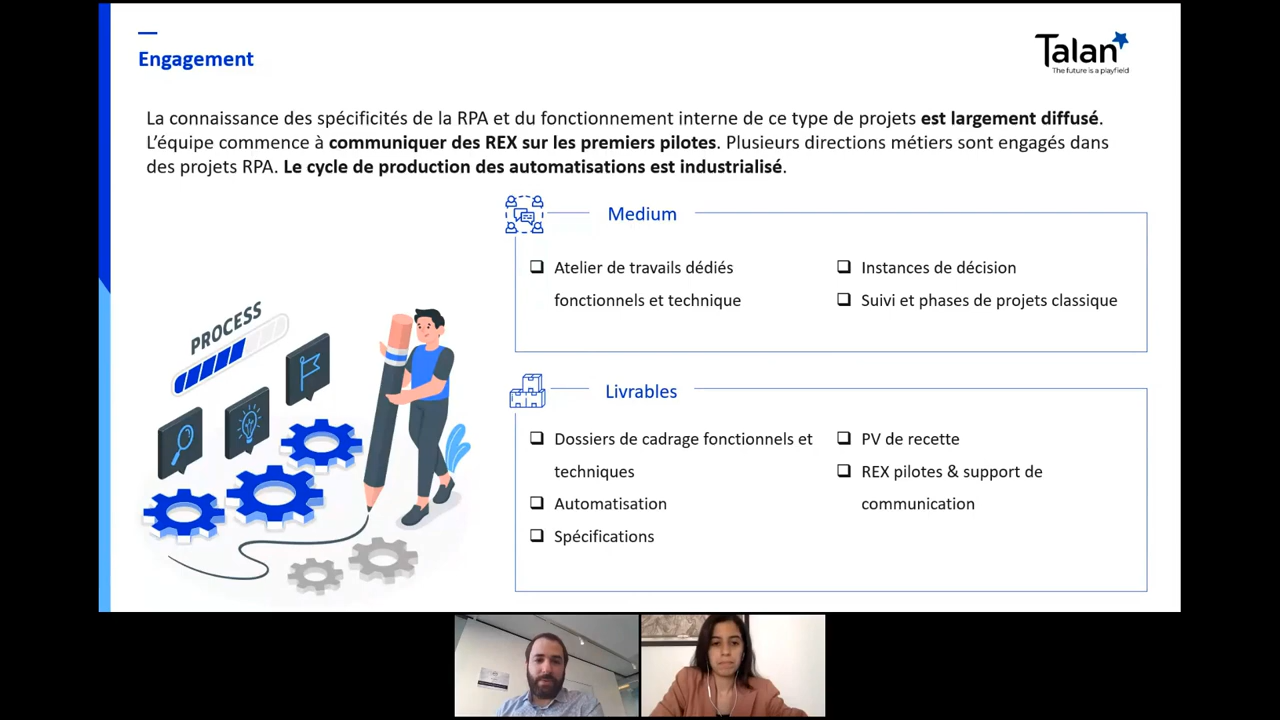 Engagement
Talan
The future is a playfield
La connaissance des spécificités de la RPA et du fonctionnement interne de ce type de projets est largement diffusé.
L'équipe commence à communiquer des REX sur les premiers pilotes. Plusieurs directions métiers sont engagés dans
des projets RPA. Le cycle de production des automatisations est industrialisé.
PROCESS
Medium
❑ Atelier de travails dédiés
fonctionnels et technique
❑ Instances de décision
❑ Suivi et phases de projets classique
Livrables
❑ Dossiers de cadrage fonctionnels et
techniques
❑ Automatisation
❑ Spécifications
❑ PV de recette
❑ REX pilotes & support de
communication